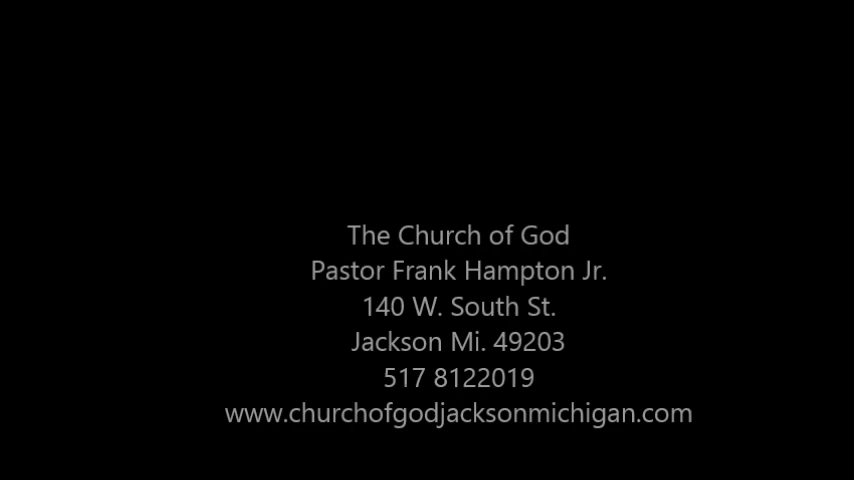 The Church of God
Pastor Frank Hampton Jr.
140 W. South St.
Jackson Mi. 49203
517 8122019
www.churchofgodjacksonmichigan.com